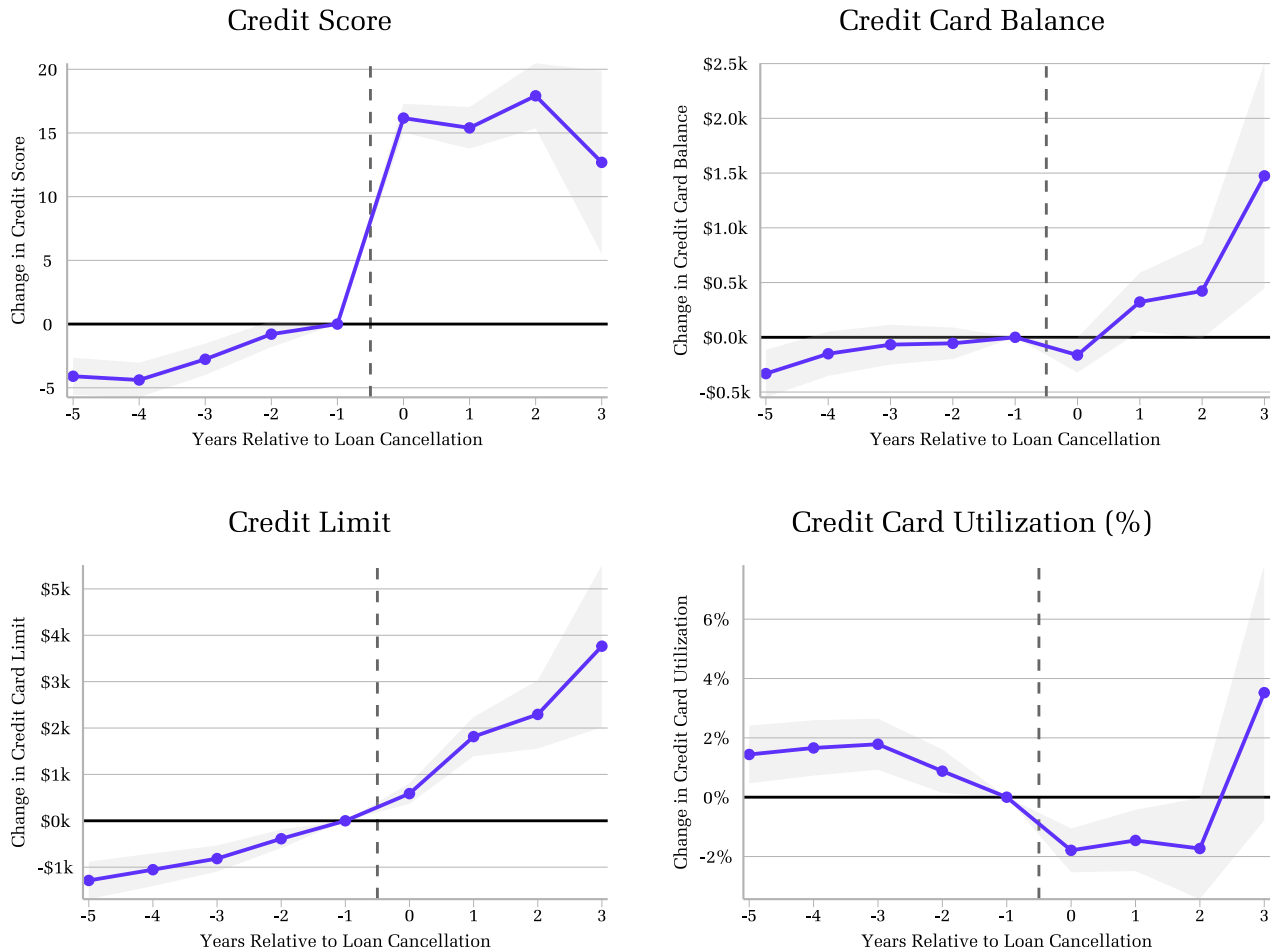 Credit Score
Change in Credit Score
20
15
10
5
0
-5
-5 -4 -3 -2 -1 0 1 2 3
Years Relative to Loan Cancellation
Credit Card Balance
Change in Credit Card Balance
$2.5k
$2.0k
$1.5k
$1.0k
$0.5k
$0.0k
-$0.5k
-5 -4 -3 -2 -1 0 1 2 3
Years Relative to Loan Cancellation
Credit Limit
Change in Credit Card Limit
$5k
$4k
$3k
$2k
$1k
$0k
-$1k
-5 -4 -3 -2 -1 0 1 2 3
Years Relative to Loan Cancellation
Credit Card Utilization (%)
Change in Credit Card Utilization
6%
4%
2%
0%
-2%
-5 -4 -3 -2 -1 0 1 2 3
Years Relative to Loan Cancellation